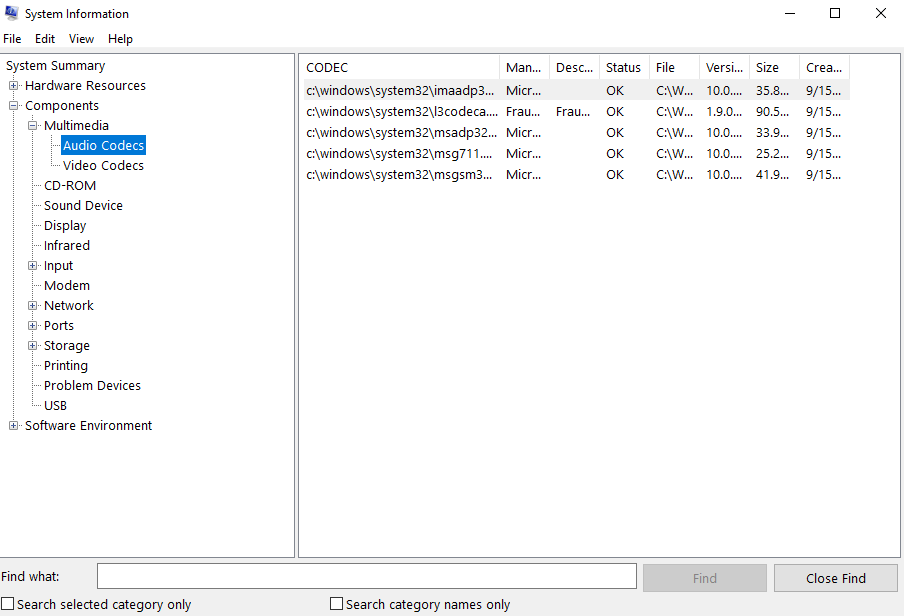 System Information
File Edit View Help
System Summary
Hardware Resources
Components
Multimedia
Audio Codecs
Video Codecs
CD-ROM
Sound Device
Display
Infrared
Input
Modem
Network
Ports
Storage
Printing
Problem Devices
USB
Software Environment
CODEC Man... Desc... Status File Versi... Size Crea...
c:\windows\system32\imaadp3... Micr... OK C:\W... 10.0.... 35.8... 9/15...
c:\windows\system32\l3codeca.... Frau... Frau... OK C:\W... 1.9.0... 90.5... 9/15...
c:\windows\system32\msadp32... Micr... OK C:\W... 10.0.... 33.9... 9/15...
c:\windows\system32\msg711.... Micr... OK C:\W... 10.0.... 25.2... 9/15...
c:\windows\system32\msgsm3... Micr... OK C:\W... 10.0.... 41.9... 9/15...
Find what: Find Close Find
Search selected category only Search category names only